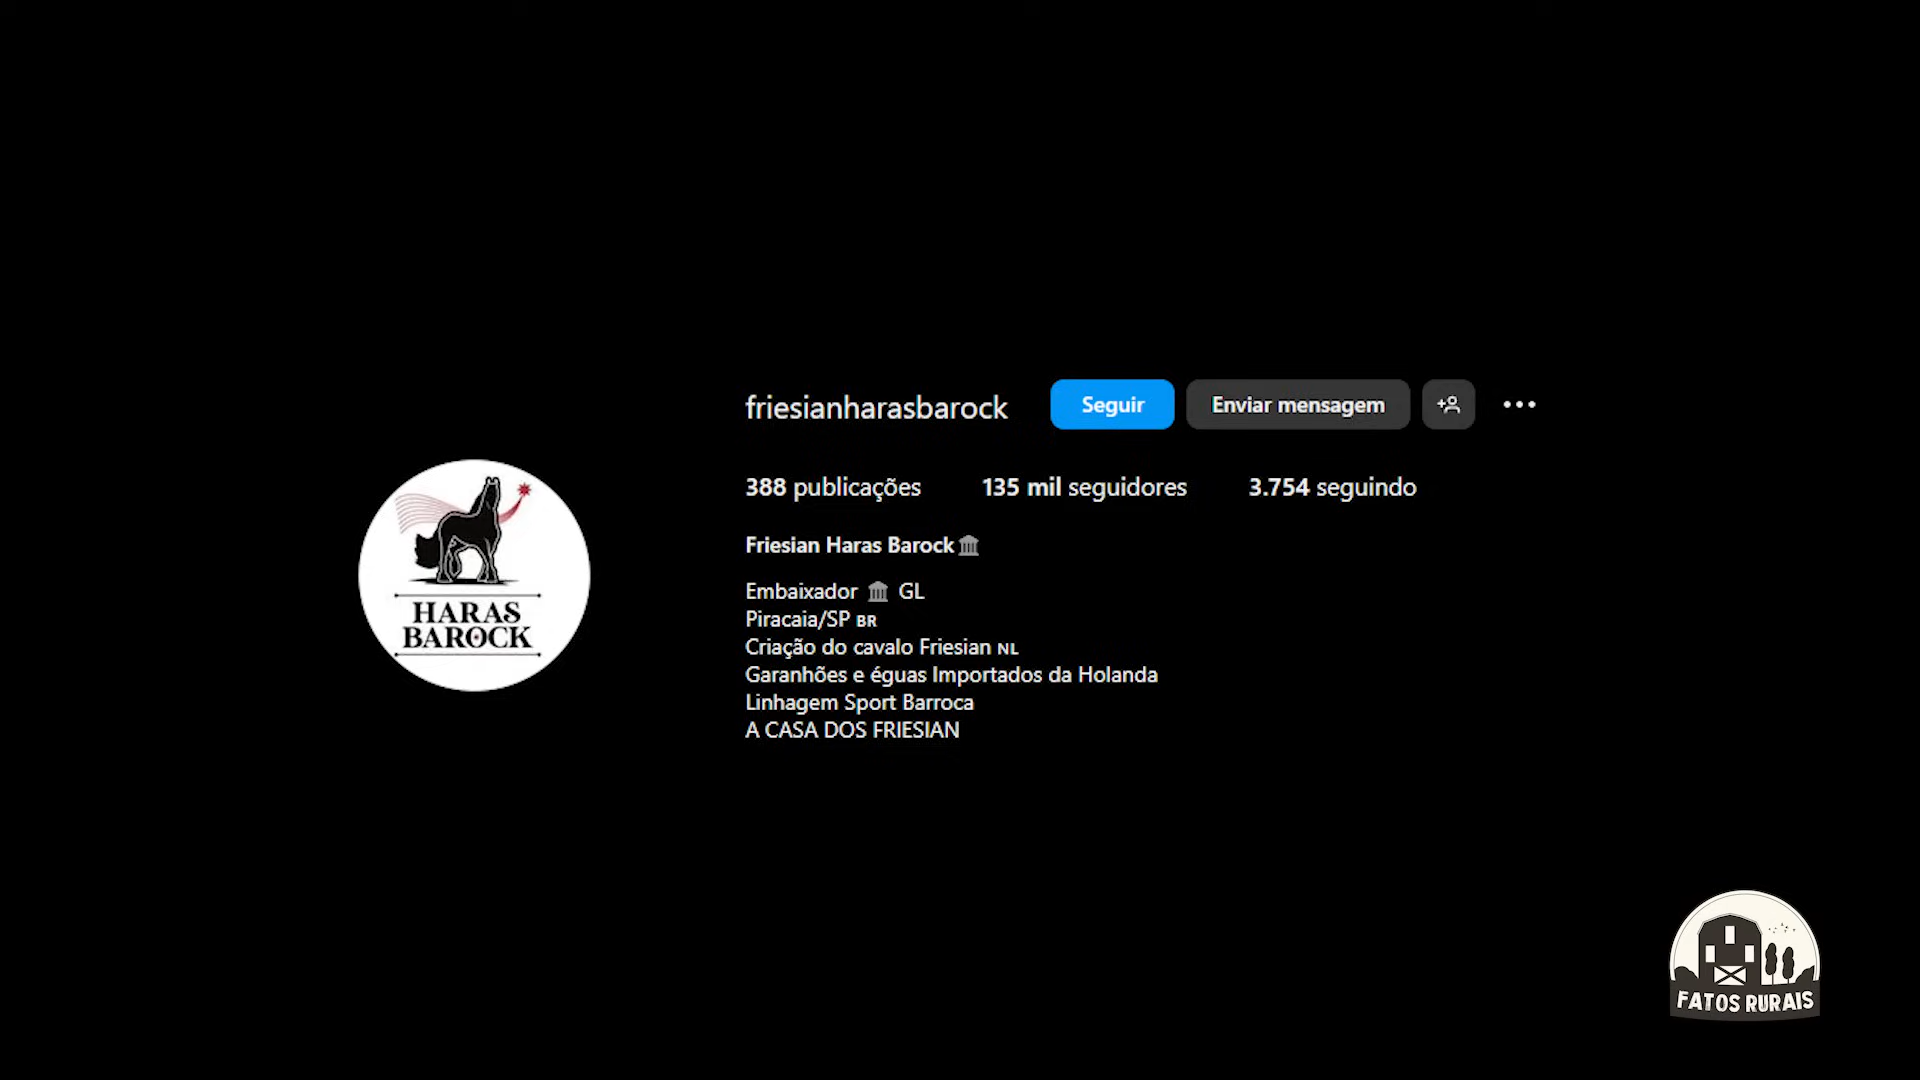 friesianharasbarock Seguir Enviar mensagem
388 publicações 135 mil seguidores 3.754 seguindo
Friesian Haras Barock🏛️
Embaixador 🏛️ GL
Piracaia/SP BR
Criação do cavalo Friesian NL
Garanhões e éguas Importados da Holanda
Linhagem Sport Barroca
A CASA DOS FRIESIAN
HARAS
BAROCK
FATOS RURAIS